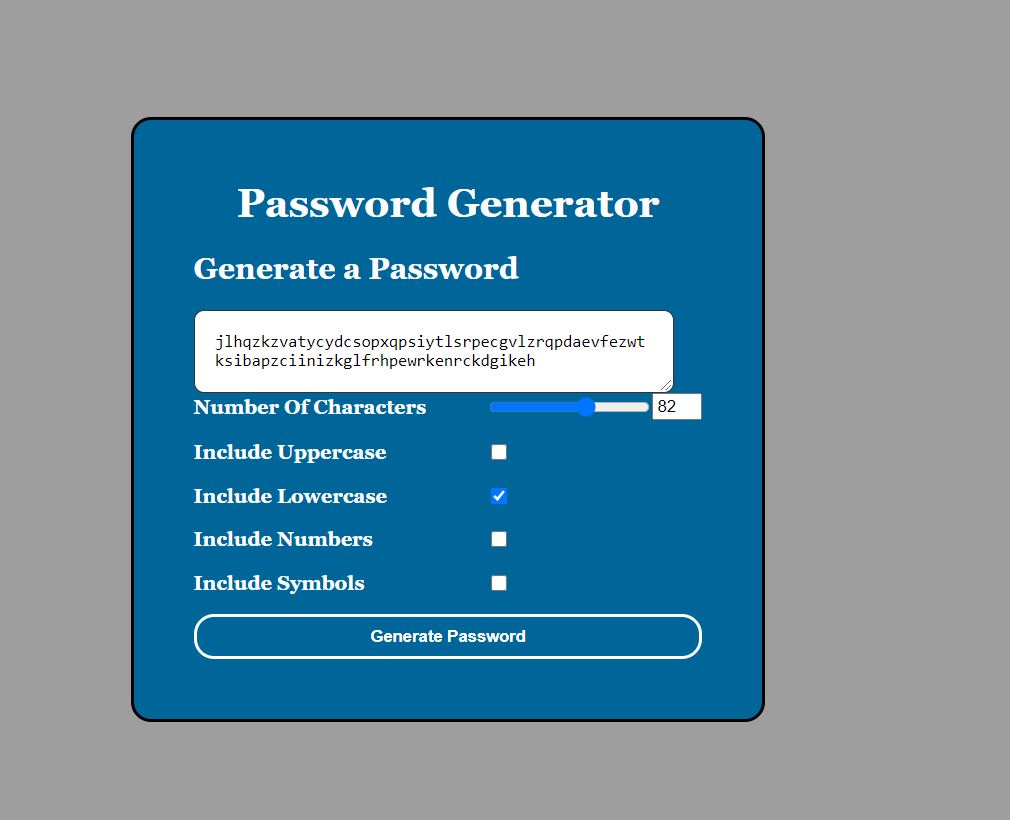 Password Generator
Generate a Password
jlhqzkzvatycydcsopxqpsiytlsrpecgvlzrqpdaevfezwt
ksibapzciinizkglfrhpewrkenrckdgikeh
Number Of Characters 82
Include Uppercase
Include Lowercase
Include Numbers
Include Symbols
Generate Password